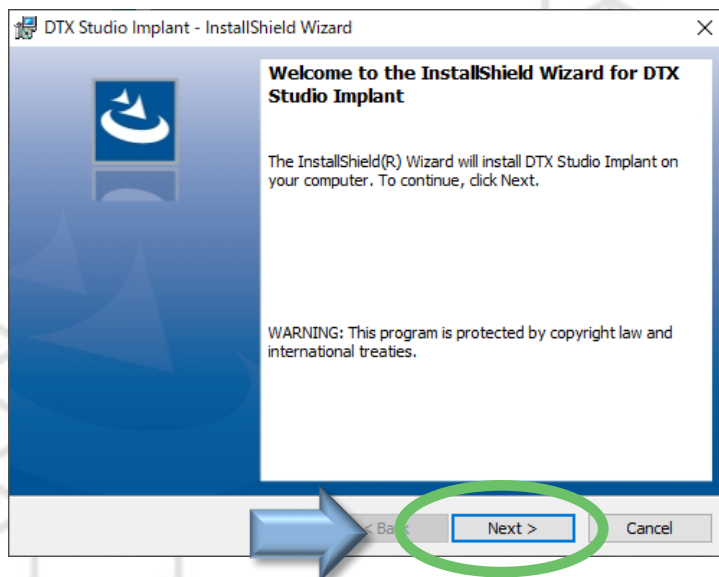 DTX Studio Implant - InstallShield Wizard
Welcome to the InstallShield Wizard for DTX
Studio Implant
The InstallShield(R) Wizard will install DTX Studio Implant on
your computer. To continue, click Next.
WARNING: This program is protected by copyright law and
international treaties.
Next >
Cancel